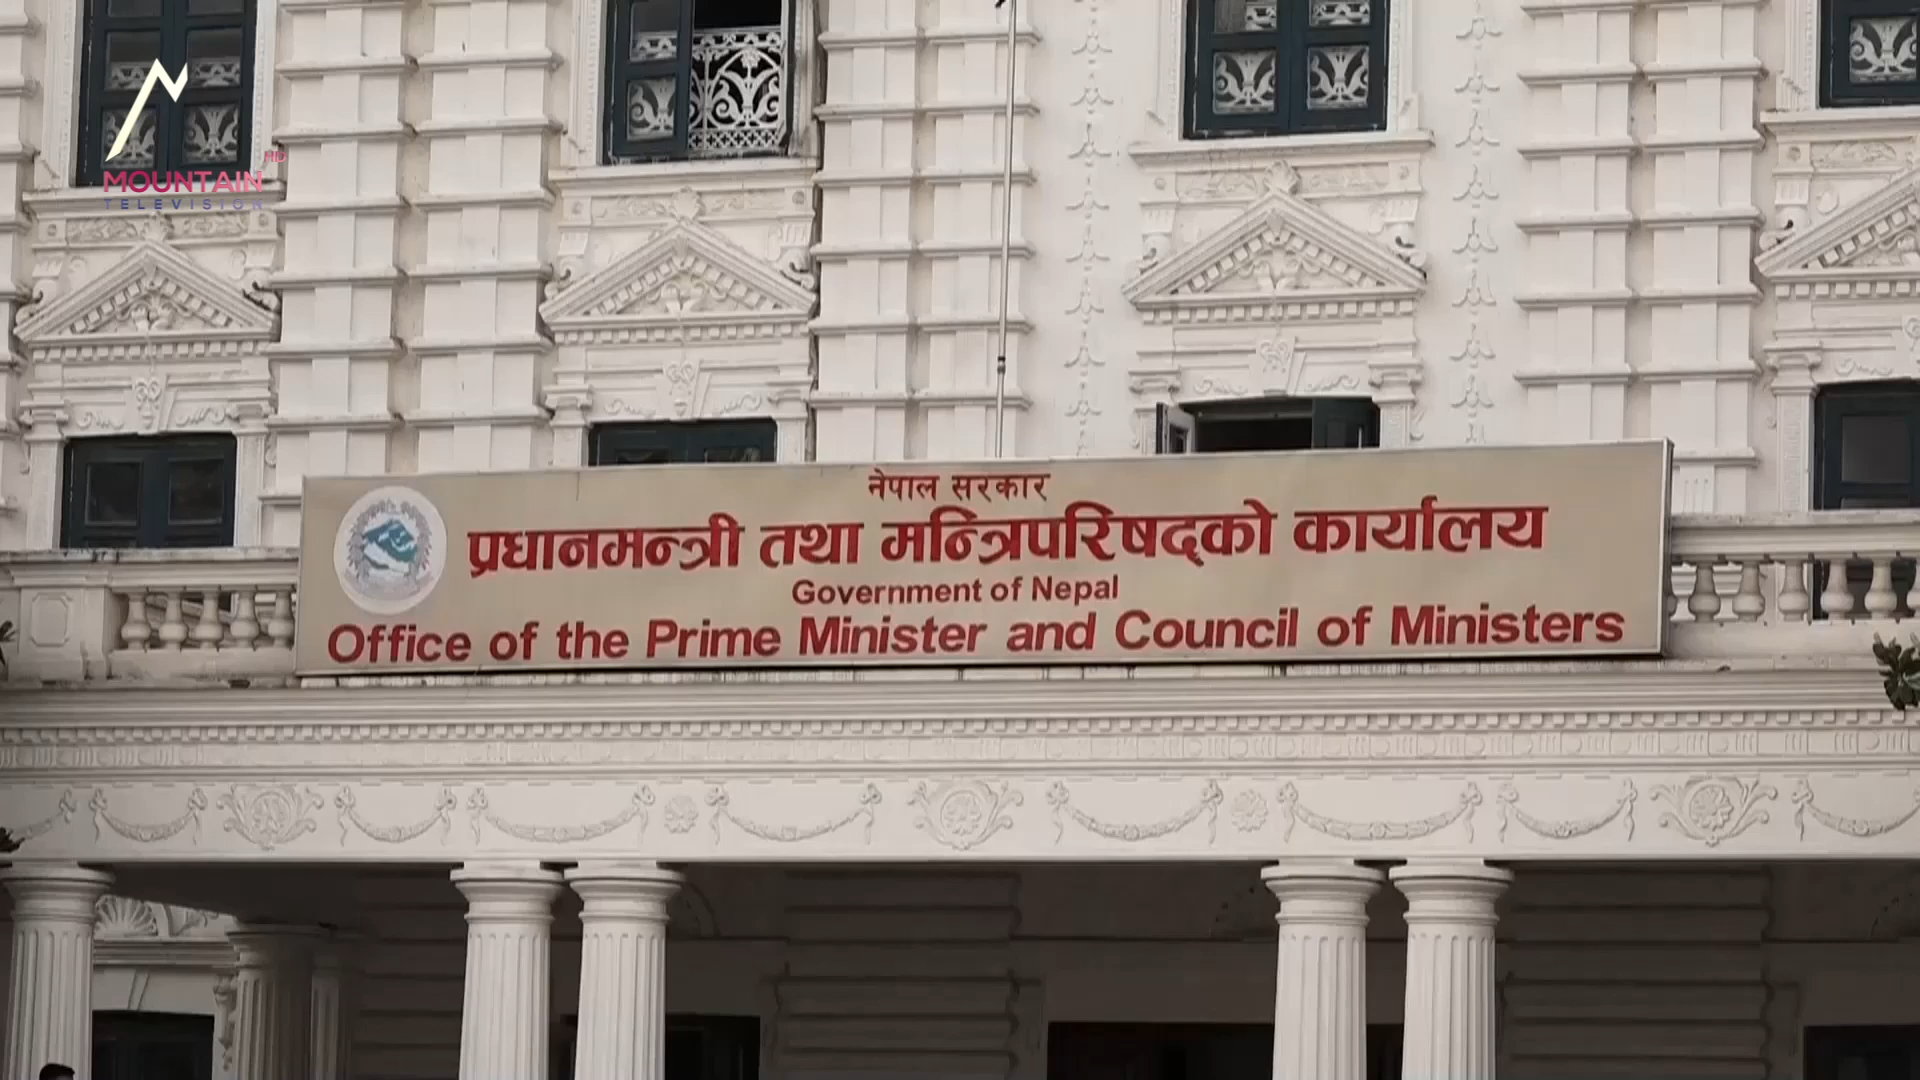 HD
MOUNTAIN
TELEVISION
नेपाल सरकार
प्रधानमन्त्री तथा मन्त्रिपरिषद्को कार्यालय
Government of Nepal
Office of the Prime Minister and Council of Ministers